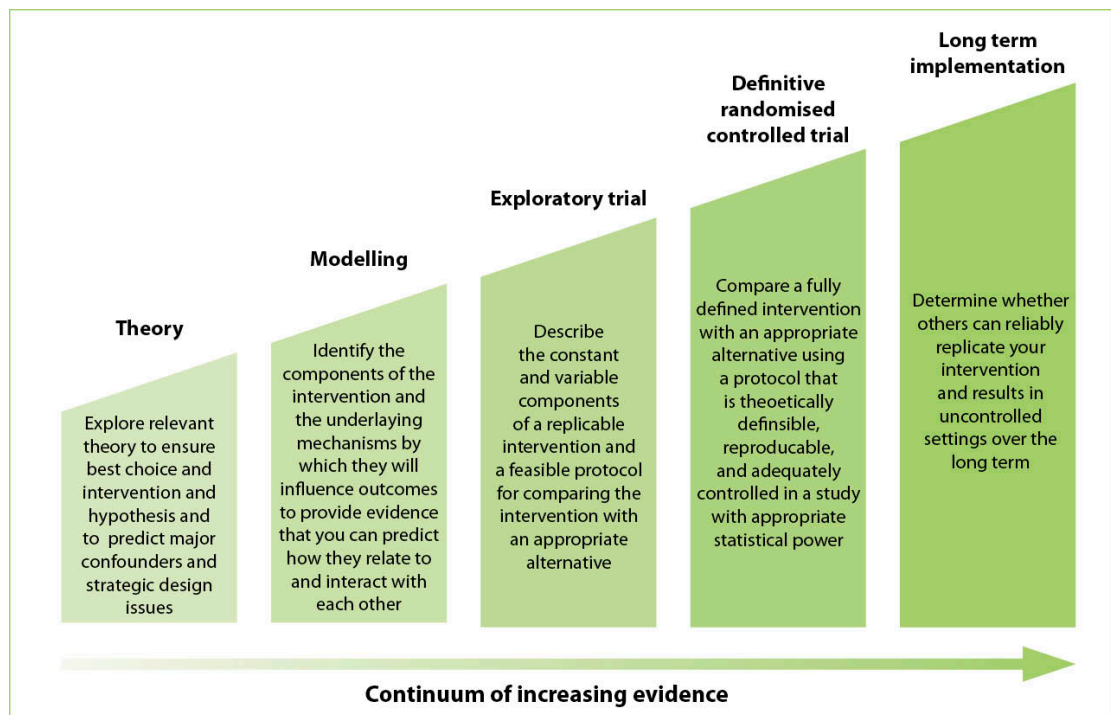 Theory
Explore relevant
theory to ensure
best choice and
intervention and
hypothesis and
to predict major
confounders and
strategic design
issues
Modelling
Identify the
components of the
intervention and
the underlaying
mechanisms by
which they will
influence outcomes
to provide evidence
that you can predict
how they relate to
and interact with
each other
Exploratory trial
Describe
the constant
and variable
components
of a replicable
intervention and
a feasible protocol
for comparing the
intervention with
an appropriate
alternative
Definitive
randomised
controlled trial
Compare a fully
defined intervention
with an appropriate
alternative using
a protocol that
is theoetically
definsible,
reproducable,
and adequately
controlled in a study
with appropriate
statistical power
Long term
implementation
Determine whether
others can reliably
replicate your
intervention
and results in
uncontrolled
settings over the
long term
Continuum of increasing evidence